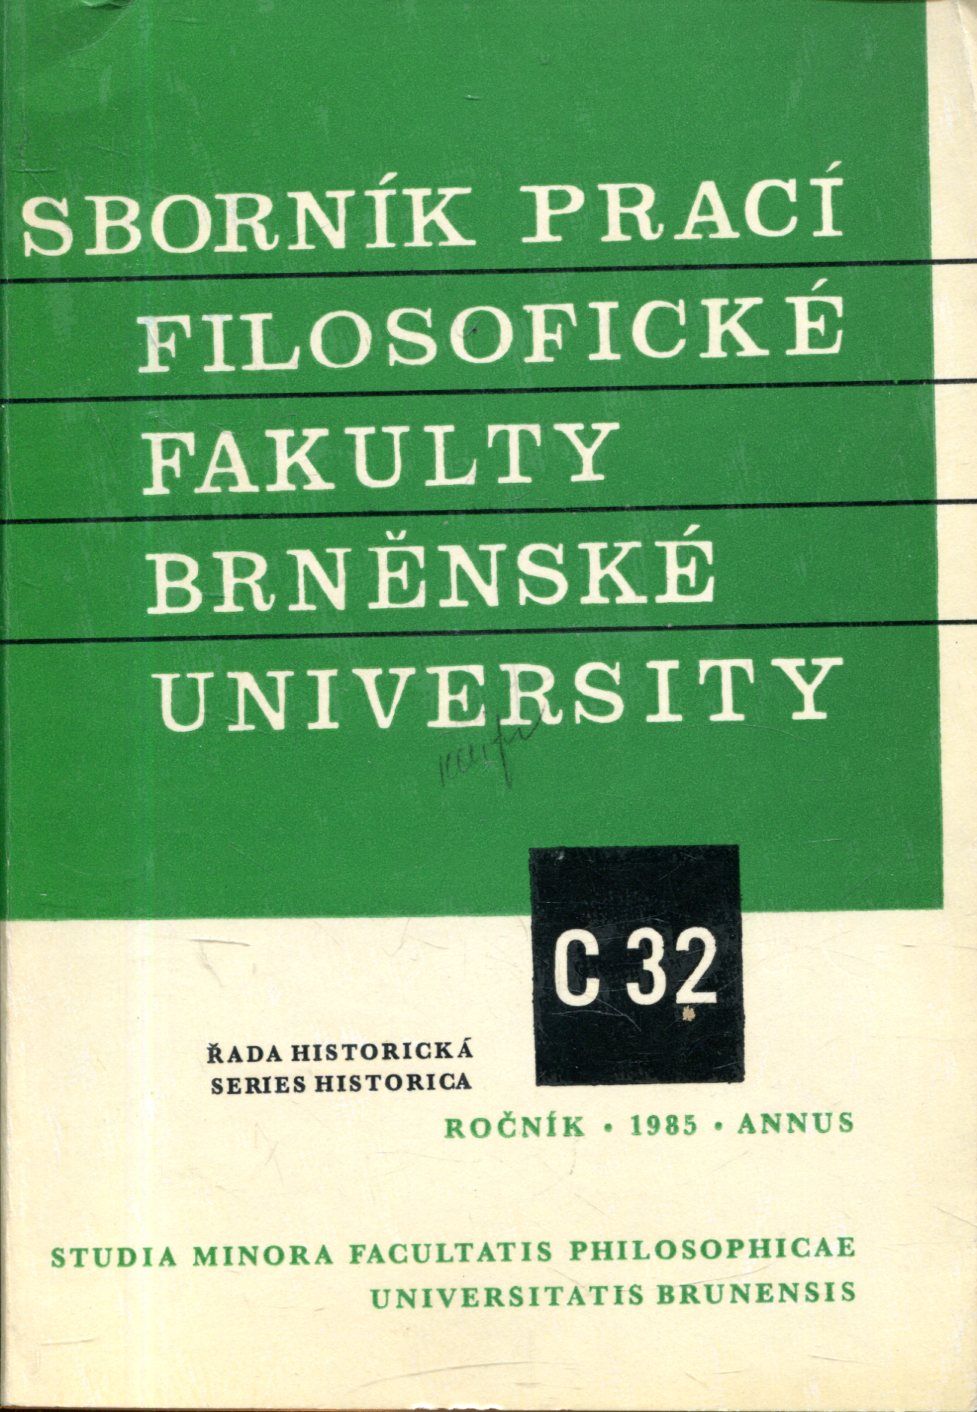 SBORNÍK PRACÍ
FILOSOFICKÉ
FAKULTY
BRNĚNSKÉ
UNIVERSITY
C 32
ŘADA HISTORICKÁ
SERIES HISTORICA
ROČNÍK • 1985 • ANNUS
STUDIA MINORA FACULTATIS PHILOSOPHICAE
UNIVERSITATIS BRUNENSIS